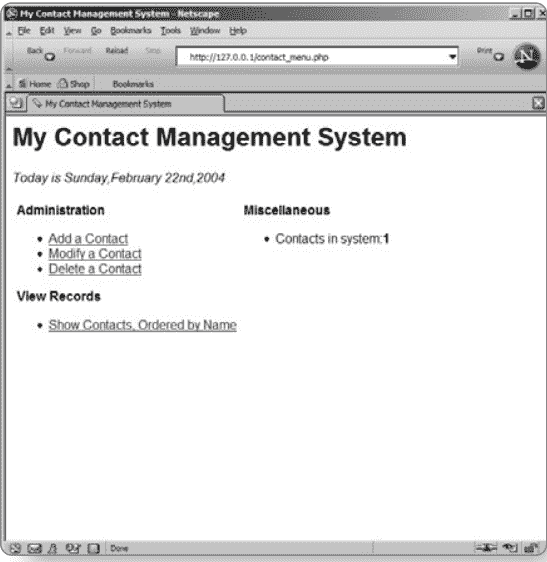 My Contact Management System - Netscape
File Edit View Go Bookmarks Tools Window Help
Back Forward Reload Stop http://127.0.0.1/contact_menu.php Print N
Home Shop Bookmarks
My Contact Management System
My Contact Management System
Today is Sunday,February 22nd,2004
Administration
Add a Contact
Modify a Contact
Delete a Contact
View Records
Show Contacts, Ordered by Name
Miscellaneous
Contacts in system:1
Done